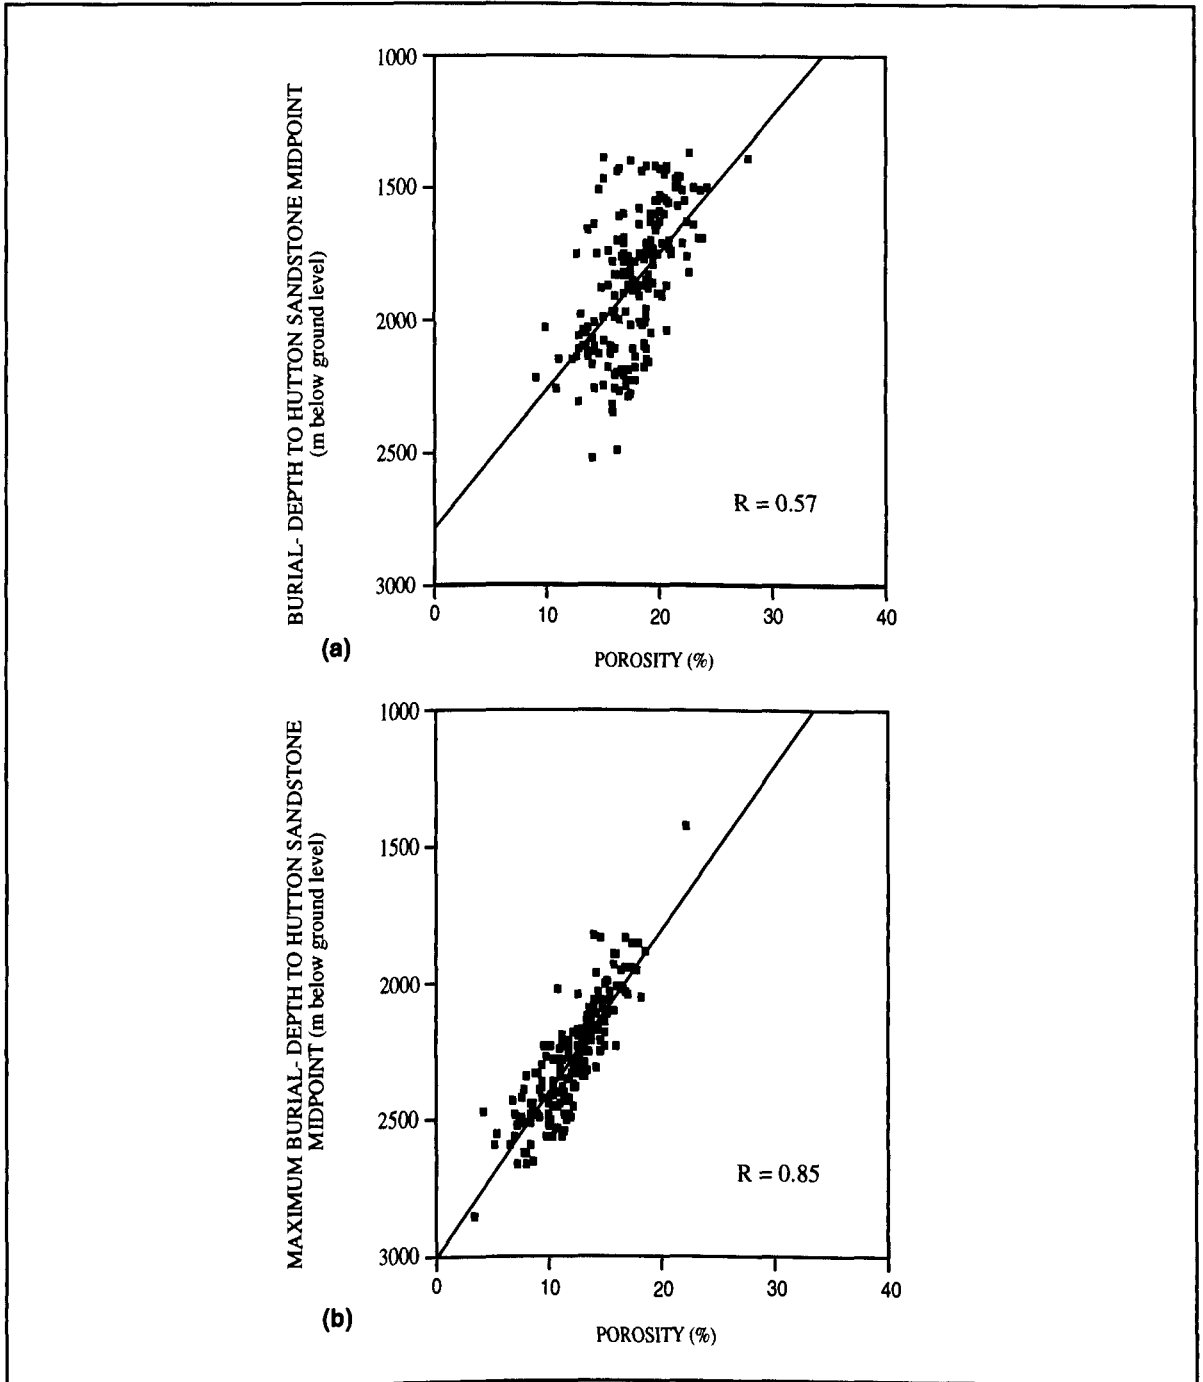 BURIAL- DEPTH TO HUTTON SANDSTONE MIDPOINT
(m below ground level)
1000
1500
2000
2500
3000
R = 0.57
0 10 20 30 40
(a)
POROSITY (%)
MAXIMUM BURIAL- DEPTH TO HUTTON SANDSTONE
MIDPOINT (m below ground level)
1000
1500
2000
2500
3000
R = 0.85
0 10 20 30 40
(b)
POROSITY (%)